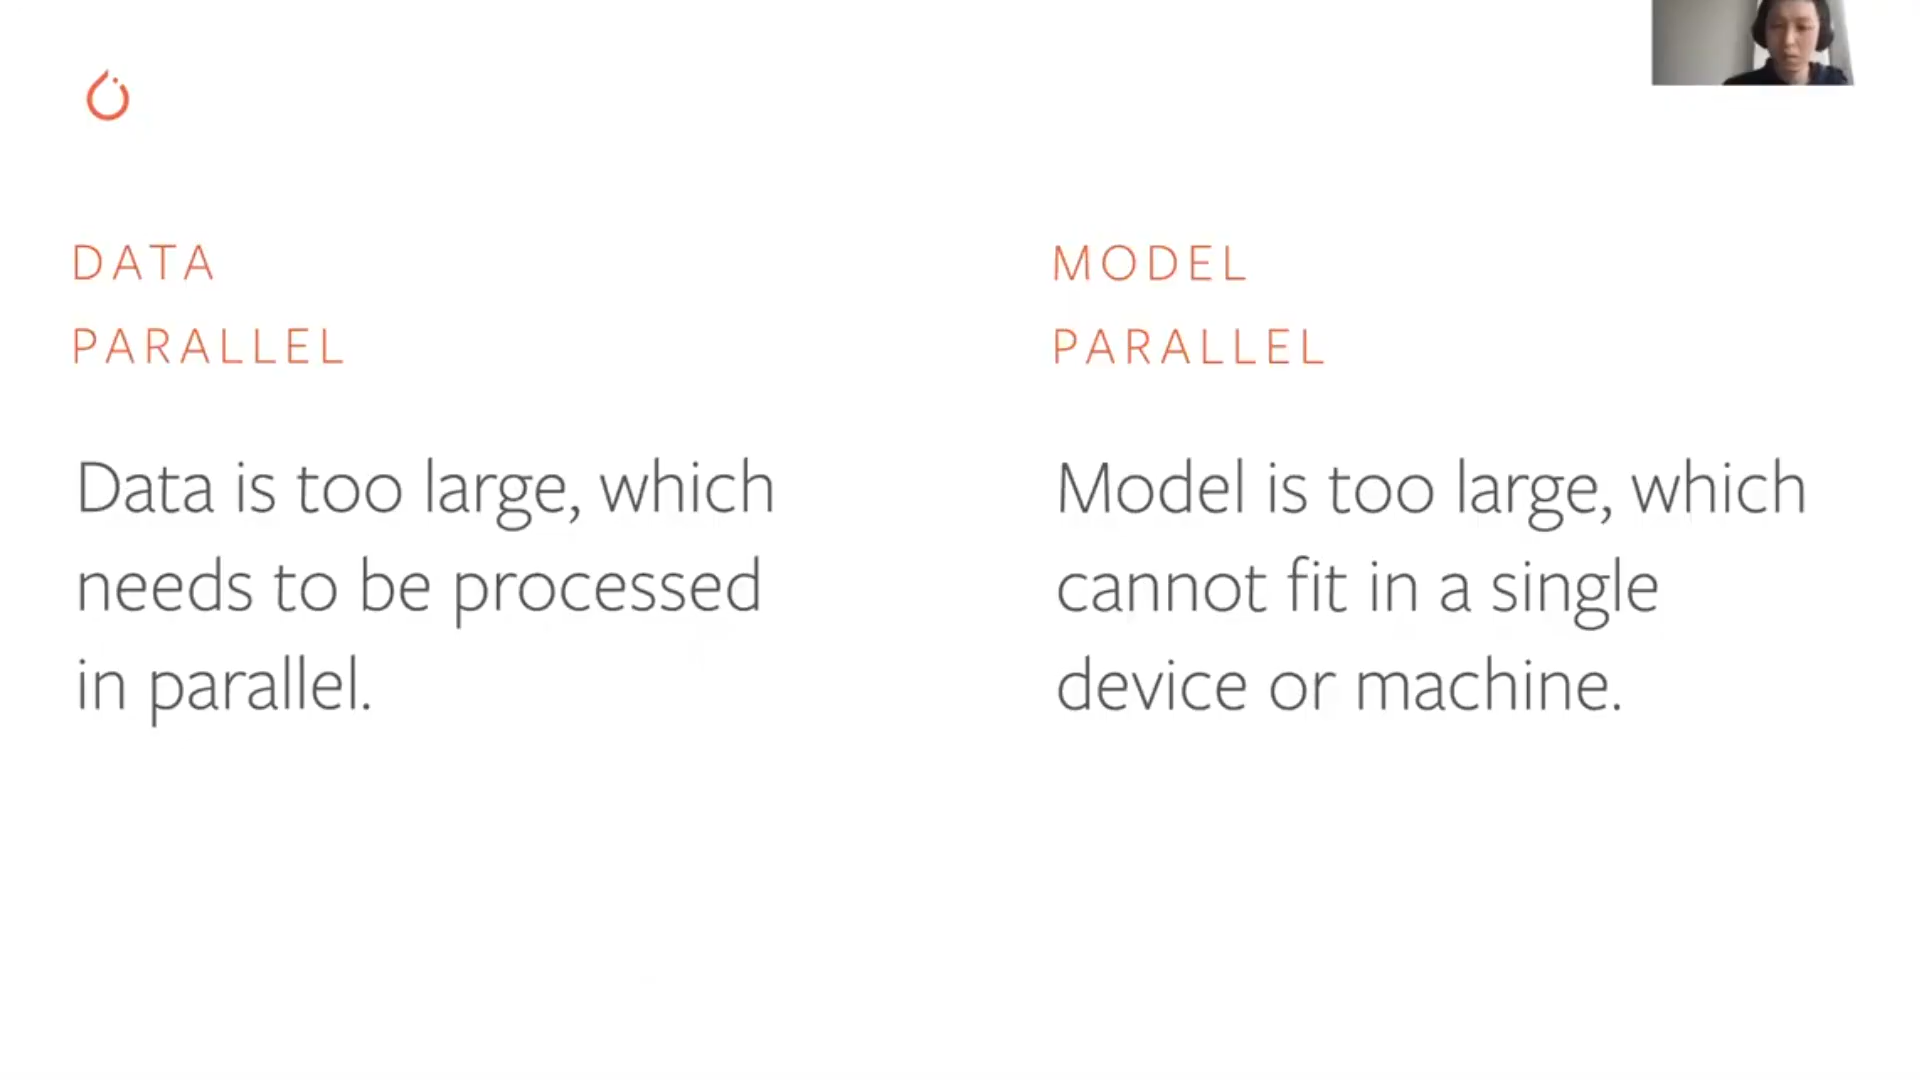 DATA
PARALLEL
Data is too large, which
needs to be processed
in parallel.
MODEL
PARALLEL
Model is too large, which
cannot fit in a single
device or machine.